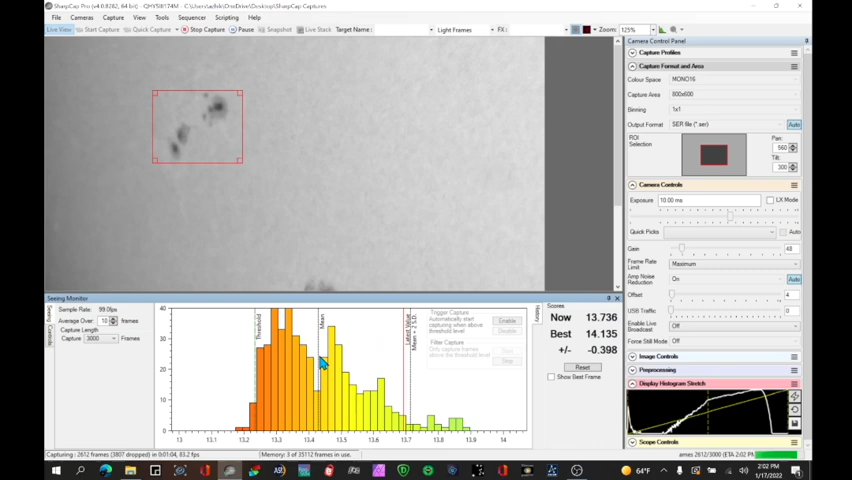 SharpCap Pro (v4.0.8282, 64 bit) - QHY5III174M - C:\Users\azhik\OneDrive\SharpCap Captures
File Cameras Capture View Tools Sequencer Scripting Help
Live View Start Capture Quick Capture Stop Capture Pause Snapshot Live Stack Target Name: Light Frames FX: Zoom: 125%
Camera Control Panel
Capture Profiles
Capture Format and Area
Colour Space MONO16
Capture Area 800x600
Binning 1x1
Output Format SER file (*.ser) Auto
ROI
Selection
Pan:
560
Tilt:
300
Camera Controls
Exposure 10.00 ms LX Mode
Quick Picks Auto
Gain 48
Frame Rate
Limit Maximum
Amp Noise
Reduction On Auto
Offset 4
USB Traffic 0
Enable Live
Broadcast Off
Force Still Mode Off
Image Controls
Preprocessing
Display Histogram Stretch
Scope Controls
Seeing Monitor
Seeing Controls
Sample Rate: 99.0fps
Average Over: 10 frames
Capture Length
Capture 3000 Frames
40
30
20
10
0
13 13.1 13.2 13.3 13.4 13.5 13.6 13.7 13.8 13.9 14
Threshold
Mean
Latest Value
Mean + 2 S.D.
Trigger Capture
Automatically start
capturing when above
threshold level
Enable
Disable
Filter Capture
Only capture frames
above the threshold level
Start
Stop
History
Scores
Now 13.736
Best 14.135
+/- -0.398
Reset
Show Best Frame
Capturing : 2612 frames (3807 dropped) in 0:01:04, 83.2 fps
Memory: 3 of 35112 frames in use.
ames 2612/3000 (ETA 2:02 PM)
64°F
2:02 PM
1/17/2022